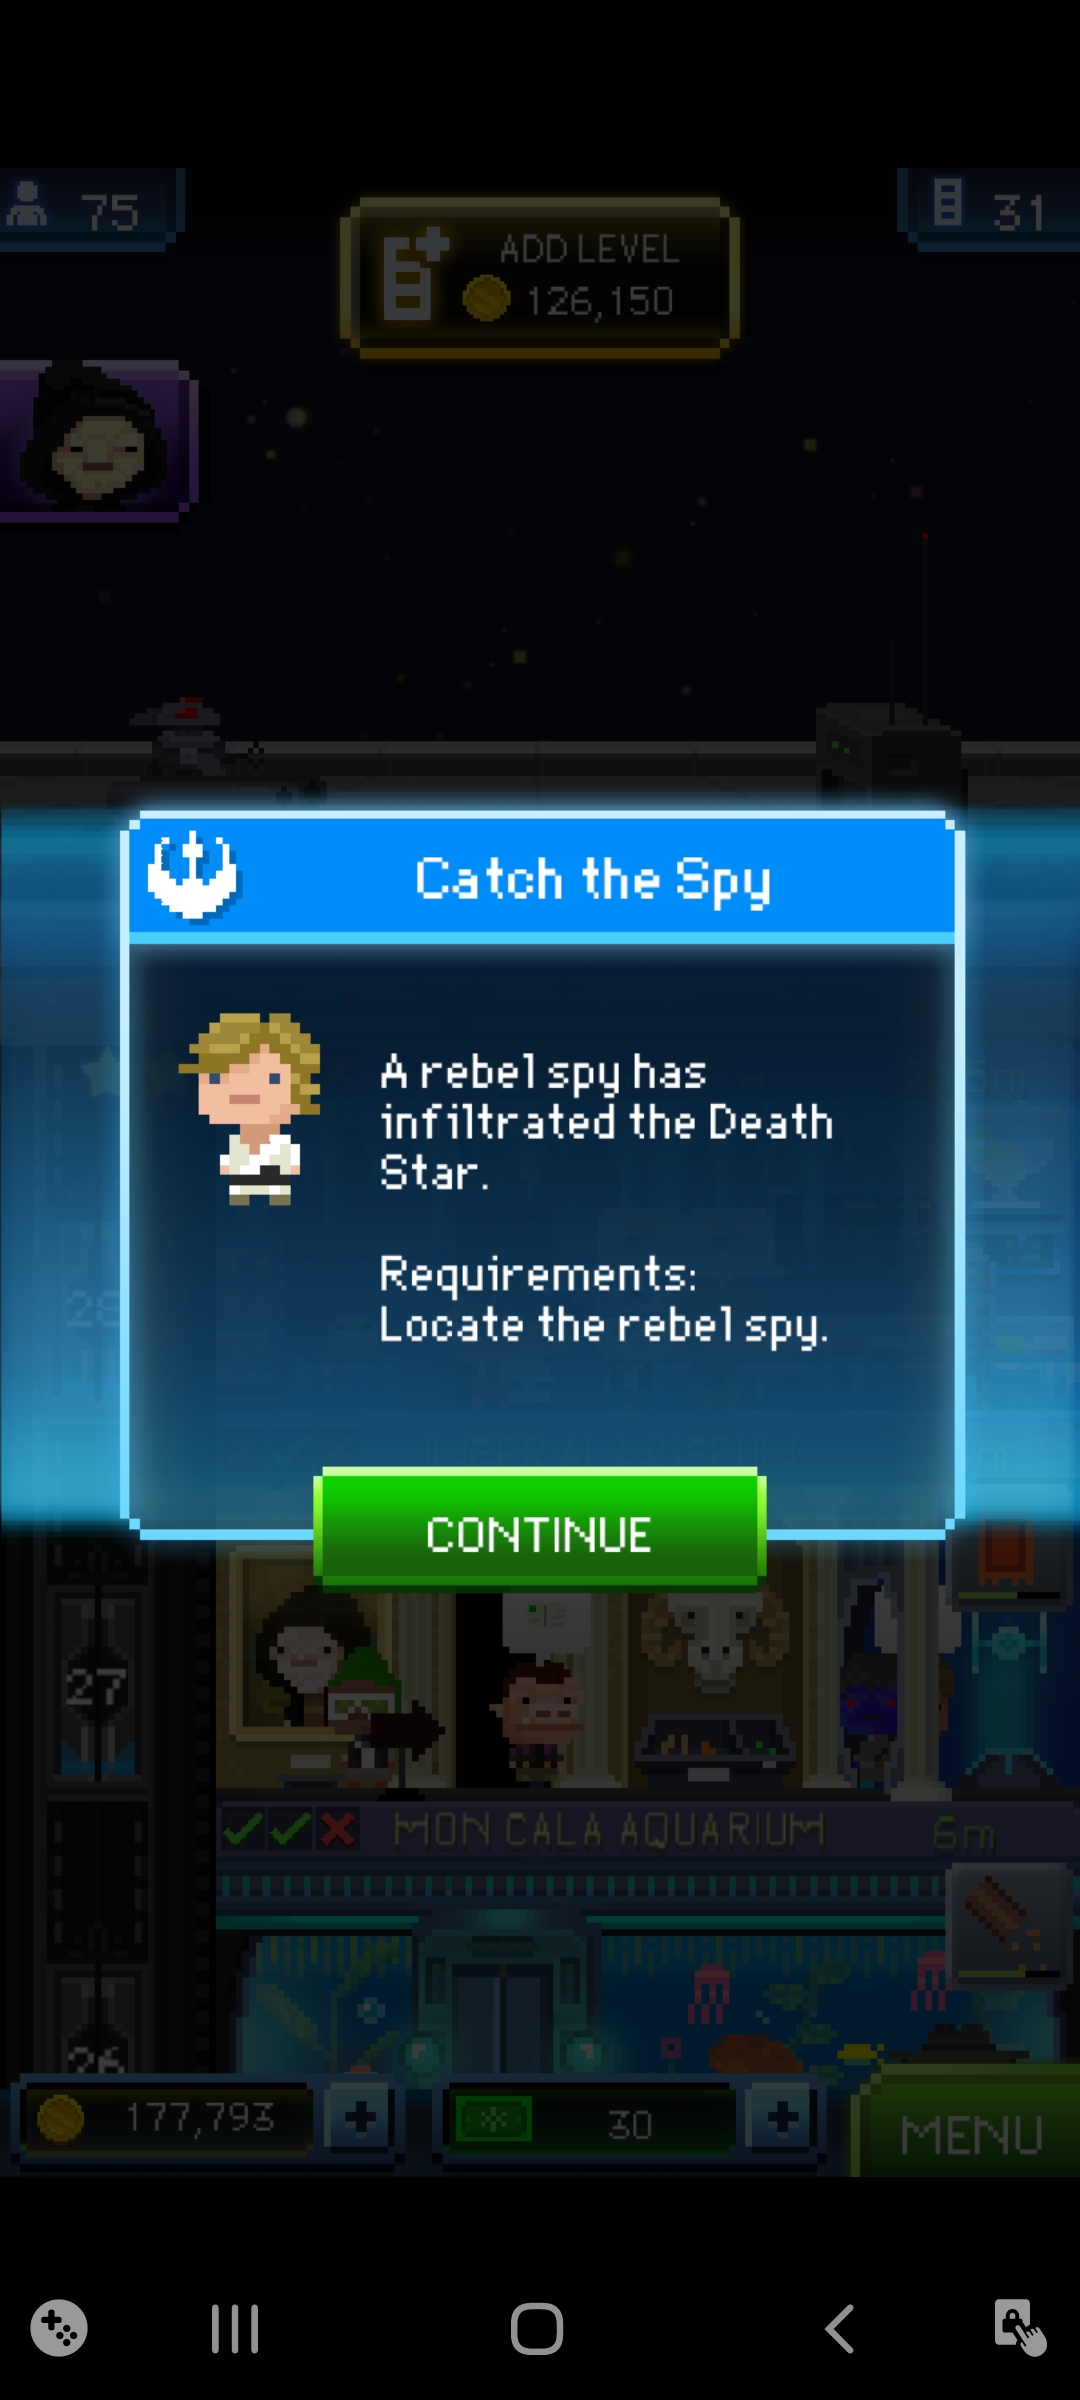 75
ADD LEVEL
126,150
31
Catch the Spy
A rebel spy has
infiltrated the Death
Star.
Requirements:
Locate the rebel spy.
28
CONTINUE
27
MON CALA AQUARIUM
6m
26
177,793
30
MENU